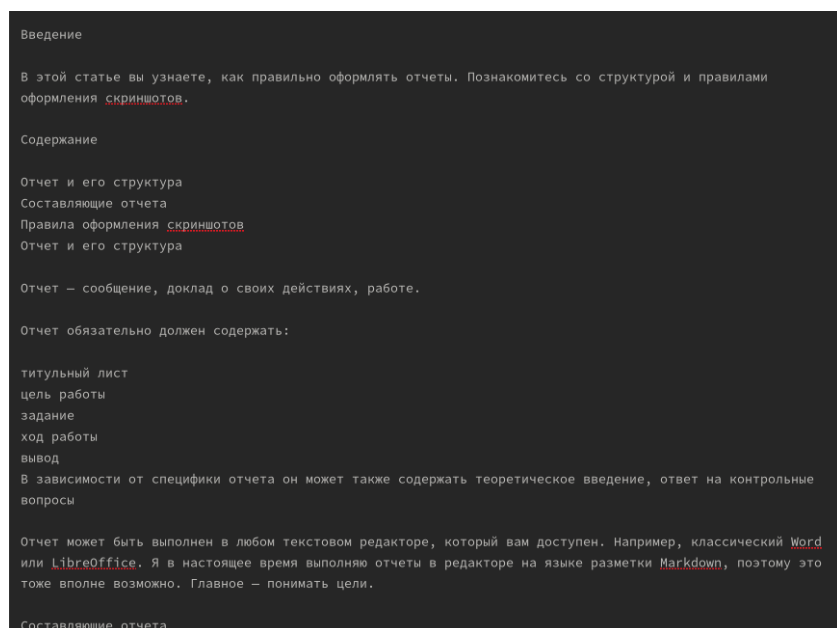 Введение
В этой статье вы узнаете, как правильно оформлять отчеты. Познакомитесь со структурой и правилами
оформления скриншотов.
Содержание
Отчет и его структура
Составляющие отчета
Правила оформления скриншотов
Отчет и его структура
Отчет — сообщение, доклад о своих действиях, работе.
Отчет обязательно должен содержать:
титульный лист
цель работы
задание
ход работы
вывод
В зависимости от специфики отчета он может также содержать теоретическое введение, ответ на контрольные
вопросы
Отчет может быть выполнен в любом текстовом редакторе, который вам доступен. Например, классический Word
или LibreOffice. Я в настоящее время выполняю отчеты в редакторе на языке разметки Markdown, поэтому это
тоже вполне возможно. Главное — понимать цели.
Составляющие отчета